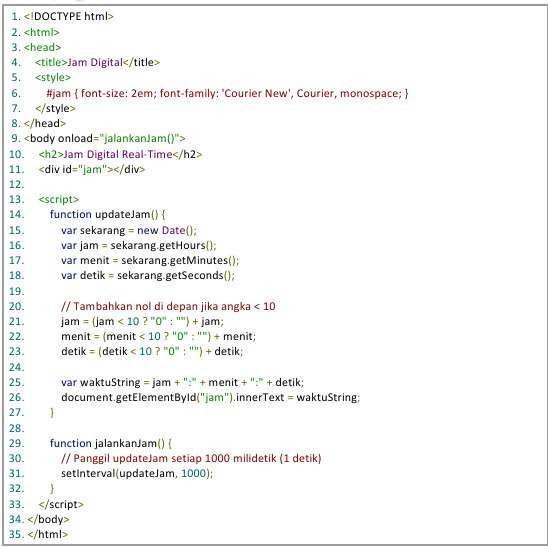 1. <!DOCTYPE html>
2. <html>
3. <head>
4. <title>Jam Digital</title>
5. <style>
6. #jam { font-size: 2em; font-family: 'Courier New', Courier, monospace; }
7. </style>
8. </head>
9. <body onload="jalankanJam()">
10. <h2>Jam Digital Real-Time</h2>
11. <div id="jam"></div>
12.
13. <script>
14. function updateJam() {
15. var sekarang = new Date();
16. var jam = sekarang.getHours();
17. var menit = sekarang.getMinutes();
18. var detik = sekarang.getSeconds();
19.
20. // Tambahkan nol di depan jika angka < 10
21. jam = (jam < 10 ? "0" : "") + jam;
22. menit = (menit < 10 ? "0" : "") + menit;
23. detik = (detik < 10 ? "0" : "") + detik;
24.
25. var waktuString = jam + ":" + menit + ":" + detik;
26. document.getElementById("jam").innerText = waktuString;
27. }
28.
29. function jalankanJam() {
30. // Panggil updateJam setiap 1000 milidetik (1 detik)
31. setInterval(updateJam, 1000);
32. }
33. </script>
34. </body>
35. </html>